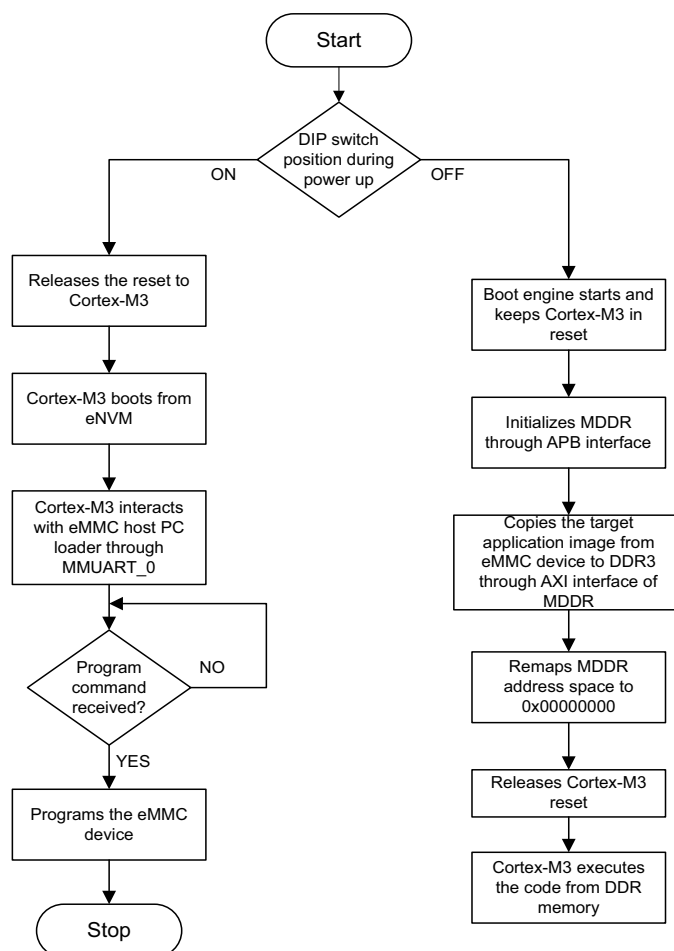 Start
DIP switch
position during
power up
ON
OFF
Releases the reset to
Cortex-M3
Cortex-M3 boots from
eNVM
Cortex-M3 interacts
with eMMC host PC
loader through
MMUART_0
Program
command
received?
NO
YES
Programs the eMMC
device
Stop
Boot engine starts and
keeps Cortex-M3 in
reset
Initializes MDDR
through APB interface
Copies the target
application image from
eMMC device to DDR3
through AXI interface of
MDDR
Remaps MDDR
address space to
0x00000000
Releases Cortex-M3
reset
Cortex-M3 executes
the code from DDR
memory